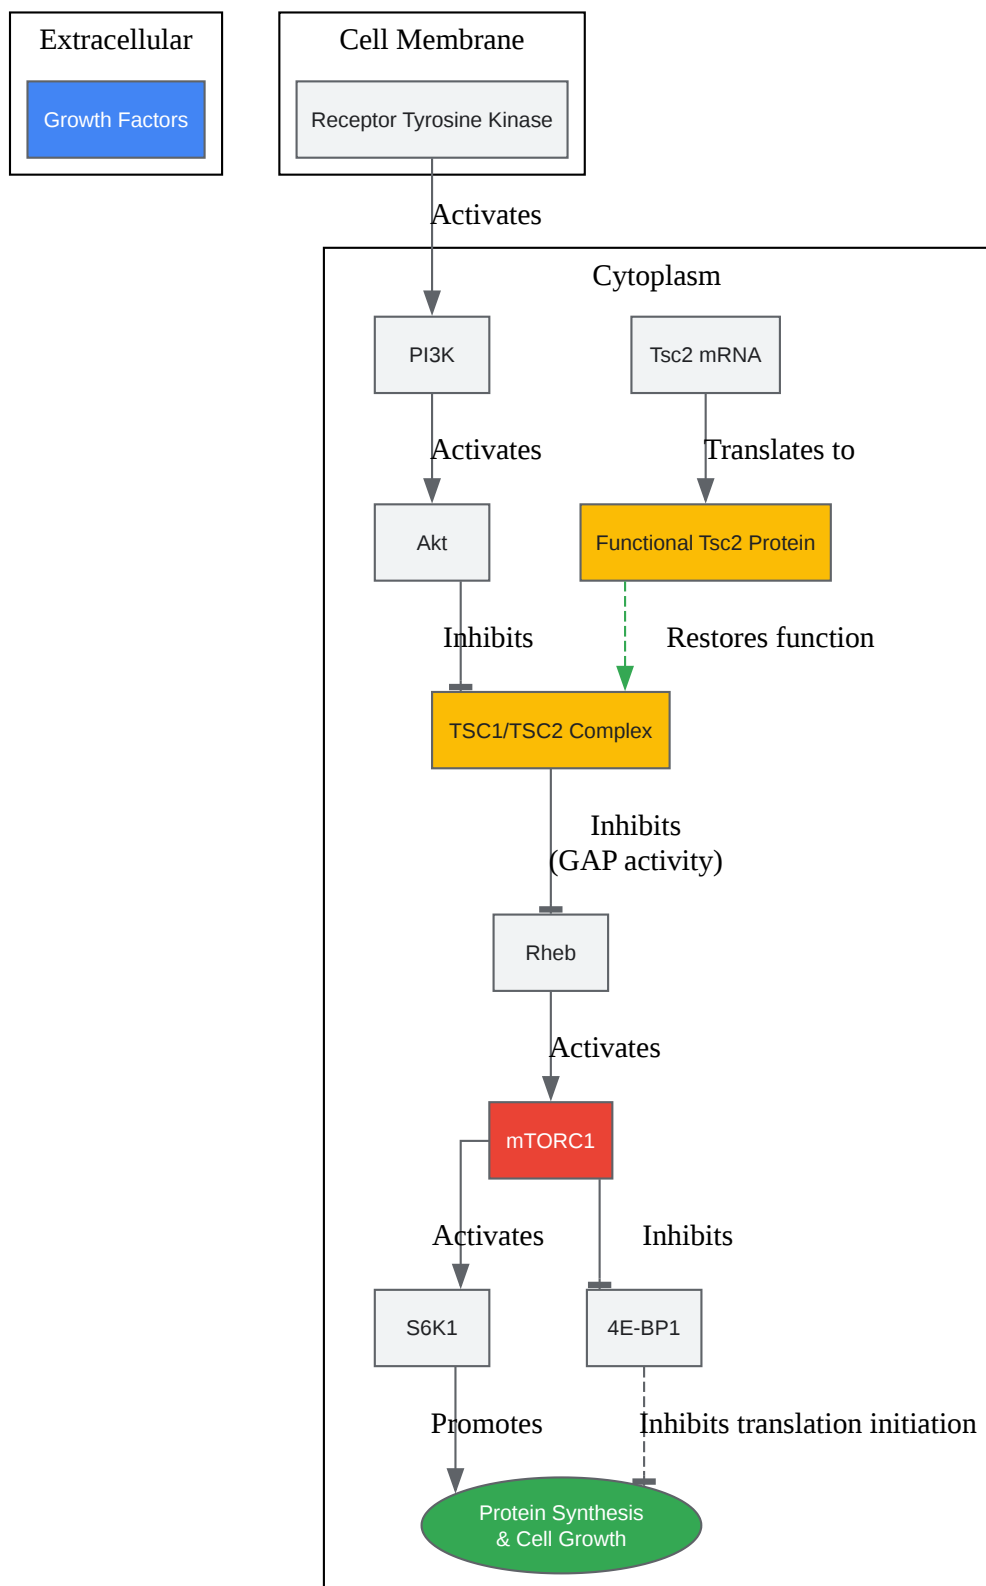 Extracellular
Cell Membrane
Growth Factors
Receptor Tyrosine Kinase
Activates
Cytoplasm
PI3K
Tsc2 mRNA
Activates
Translates to
Akt
Functional Tsc2 Protein
Inhibits
Restores function
TSC1/TSC2 Complex
Inhibits
(GAP activity)
Rheb
Activates
mTORC1
Activates
Inhibits
S6K1
4E-BP1
Promotes
Inhibits translation initiation
Protein Synthesis
& Cell Growth